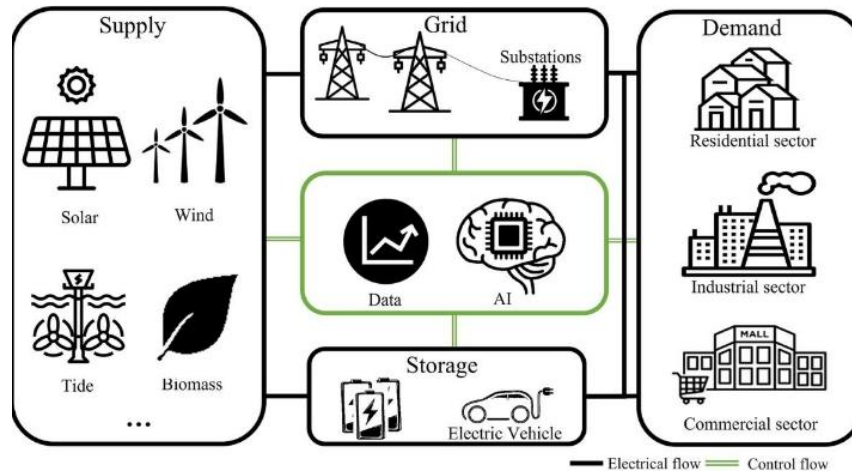 Supply
Solar
Wind
Tide
Biomass
...
Grid
Substations
Data
AI
Storage
Electric Vehicle
Demand
Residential sector
Industrial sector
MALL
Commercial sector
Electrical flow
Control flow